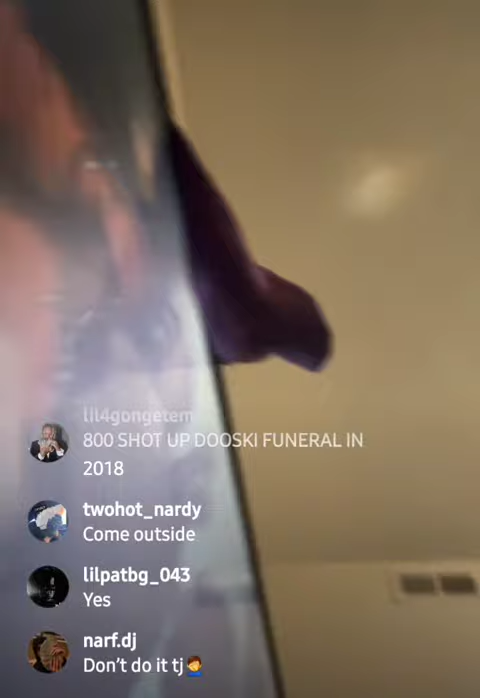 lil4gongetem
800 SHOT UP DOOSKI FUNERAL IN
2018
twohot_nardy
Come outside
lilpatbg_043
Yes
narf.dj
Don't do it tj🤦